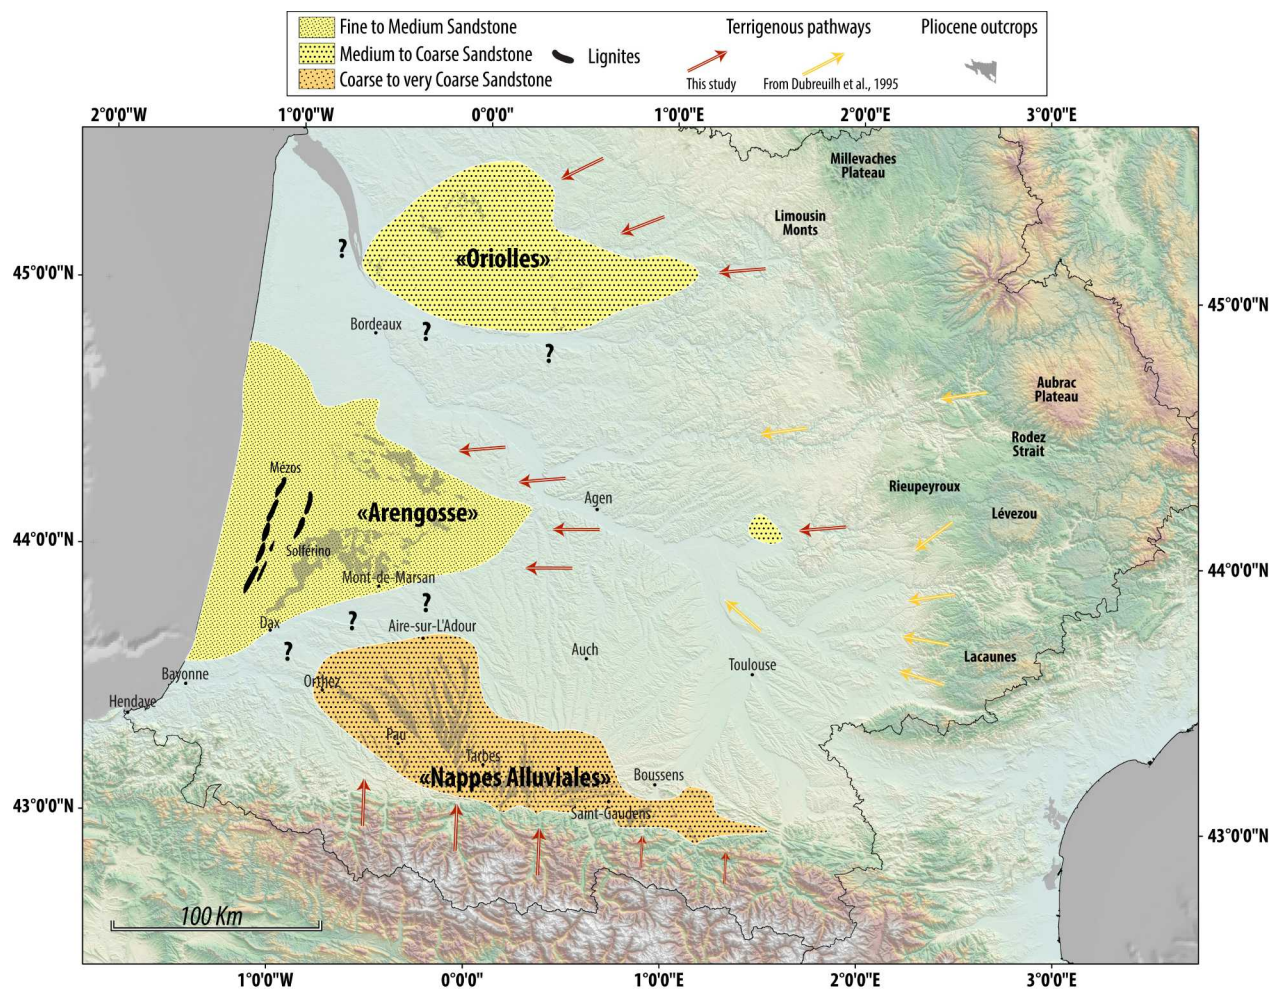 Fine to Medium Sandstone
Medium to Coarse Sandstone
Coarse to very Coarse Sandstone
Lignites
Terrigenous pathways
This study
From Dubreuilh et al., 1995
Pliocene outcrops
2°0'0"W
1°0'0"W
0°0'0"
1°0'0"E
2°0'0"E
3°0'0"E
Millevaches
Plateau
Limousin
Monts
?
«Oriolles»
45°0'0"N
45°0'0"N
Bordeaux
?
?
Aubrac
Plateau
Rodez
Strait
Mézos
Rieupeyroux
Agen
«Arengosse»
Lévezou
44°0'0"N
Solférino
Mont-de-Marsan
44°0'0"N
?
?
Dax
Aire-sur-L'Adour
?
Auch
Toulouse
Lacaunes
Bayonne
Orthez
Hendaye
Pau
Tarbes
«Nappes Alluviales»
Boussens
43°0'0"N
Saint-Gaudens
43°0'0"N
100 Km
1°0'0"W
0°0'0"
1°0'0"E
2°0'0"E
3°0'0"E